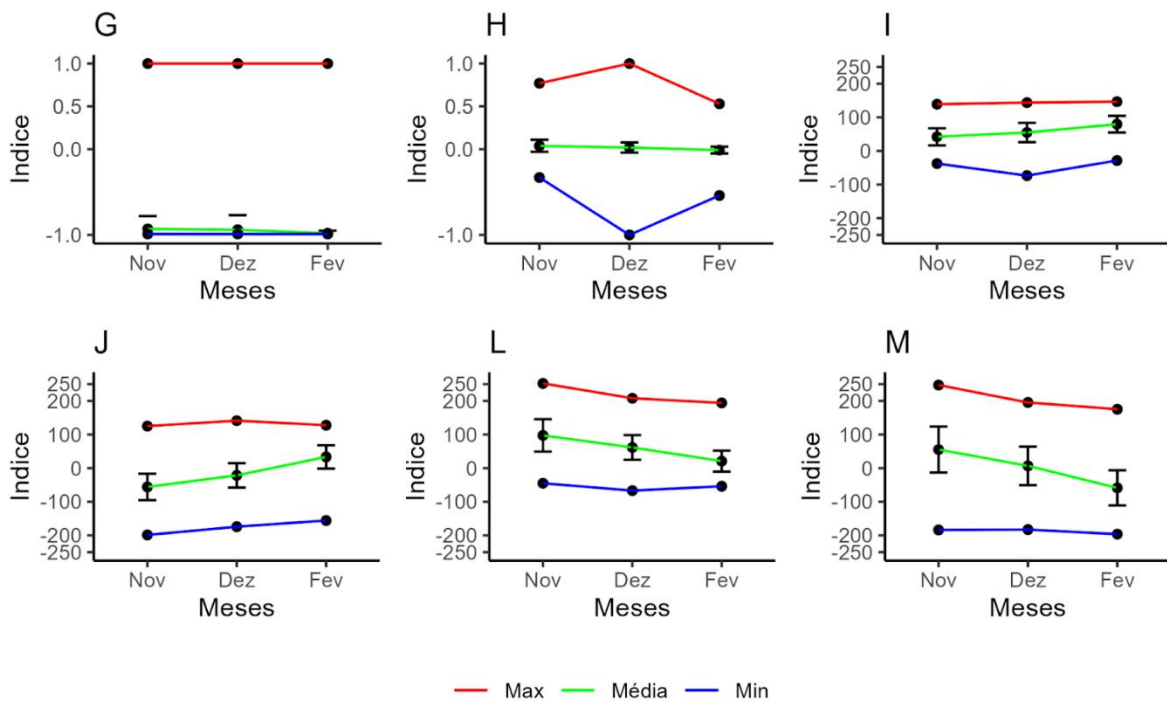 G
1.0
0.5
0.0
-1.0
Indice
Nov Dez Fev
Meses
H
1.0
0.5
0.0
-1.0
Indice
Nov Dez Fev
Meses
I
250
200
100
0
-100
-200
-250
Indice
Nov Dez Fev
Meses
J
250
200
100
0
-100
-200
-250
Indice
Nov Dez Fev
Meses
L
250
200
100
0
-100
-200
-250
Indice
Nov Dez Fev
Meses
M
250
200
100
0
-100
-200
-250
Indice
Nov Dez Fev
Meses
Max Média Min